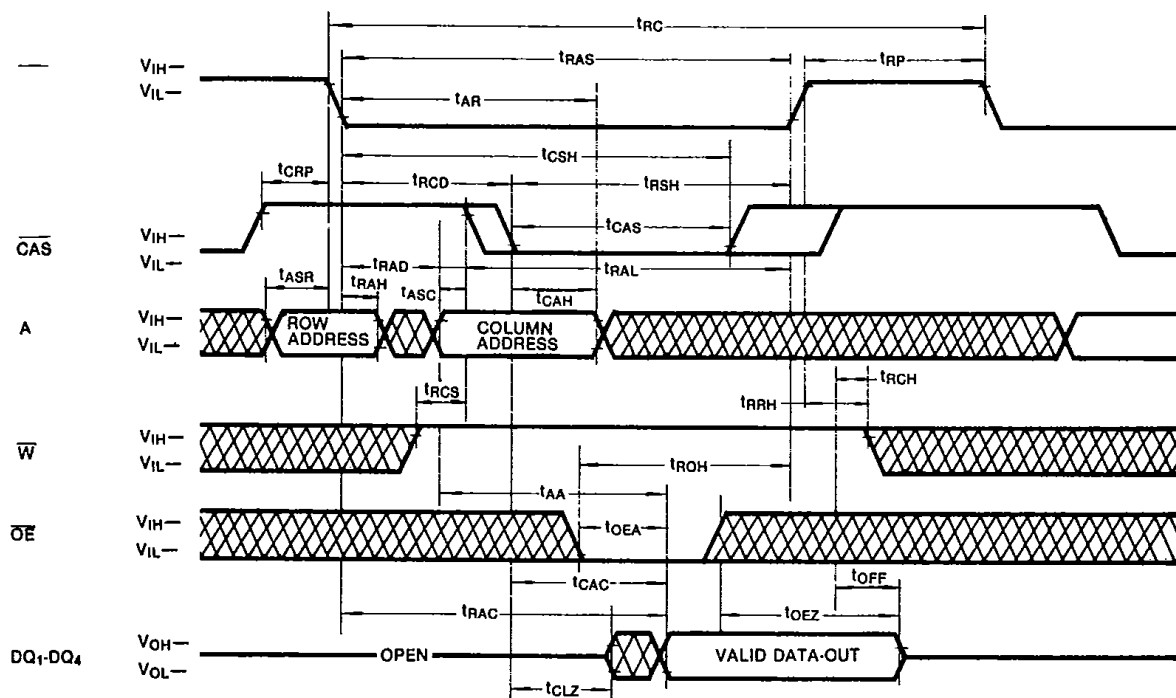 tRC
tRAS
tRP
VIH
VIL
tAR
tCSH
tCRP
tRCD
tRSH
tCAS
CAS
VIH
VIL
tRAD
tRAL
tASR
tRAH
tASC
tCAH
A
VIH
VIL
ROW ADDRESS
COLUMN ADDRESS
tRCS
tRCH
tRRH
W
VIH
VIL
tROH
tAA
OE
VIH
VIL
tOEA
tCAC
tOFF
tRAC
tOEZ
DQ1-DQ4
VOH
VOL
OPEN
VALID DATA-OUT
tCLZ